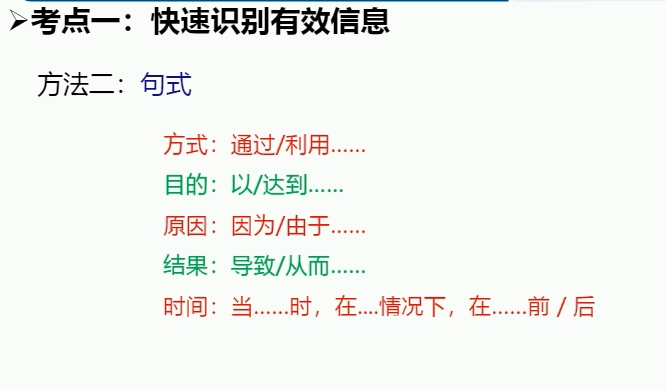 ➢考点一：快速识别有效信息
方法二：句式
方式：通过/利用……
目的：以/达到……
原因：因为/由于……
结果：导致/从而……
时间：当……时，在....情况下，在……前 / 后